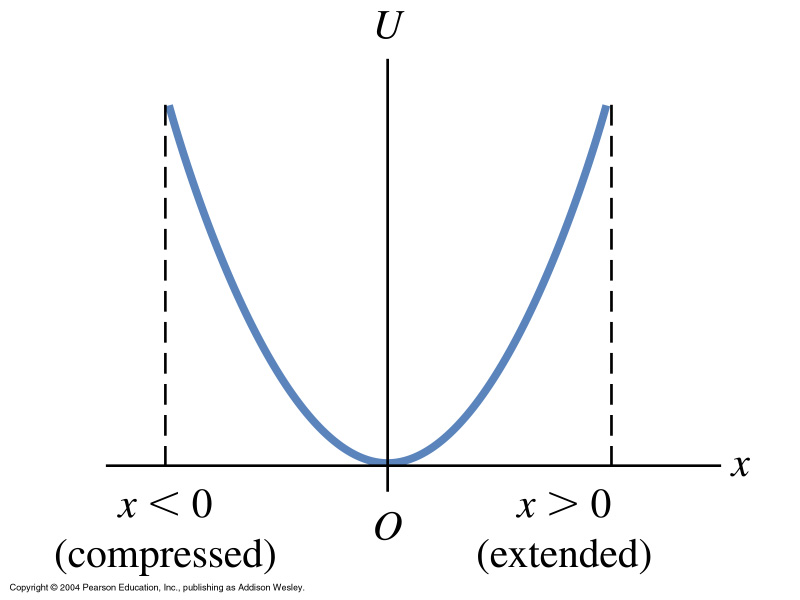 U
x
x < 0
x > 0
O
(compressed)
(extended)
Copyright © 2004 Pearson Education, Inc., publishing as Addison Wesley.